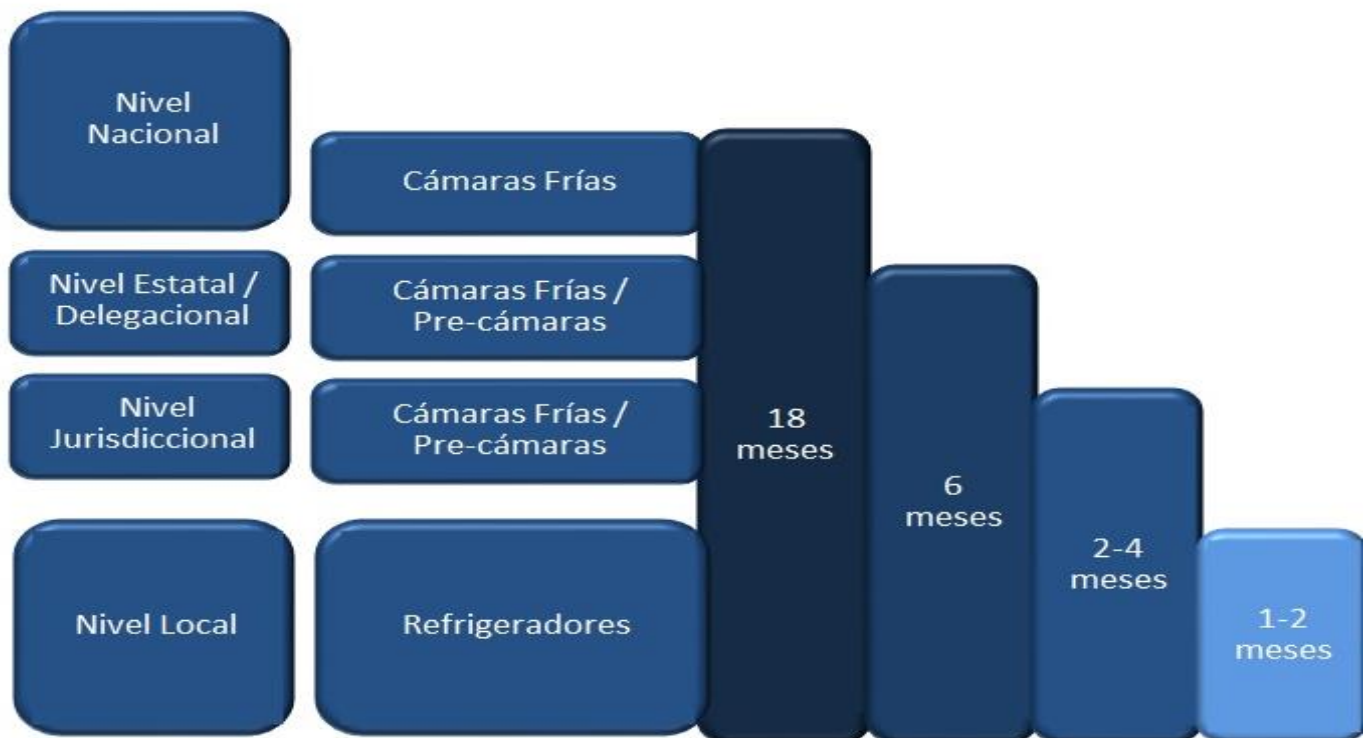 Nivel
Nacional
Cámaras Frías
Nivel Estatal /
Delegacional
Cámaras Frías /
Pre-cámaras
Nivel
Jurisdiccional
Cámaras Frías /
Pre-cámaras
Nivel Local
Refrigeradores
18
meses
6
meses
2-4
meses
1-2
meses